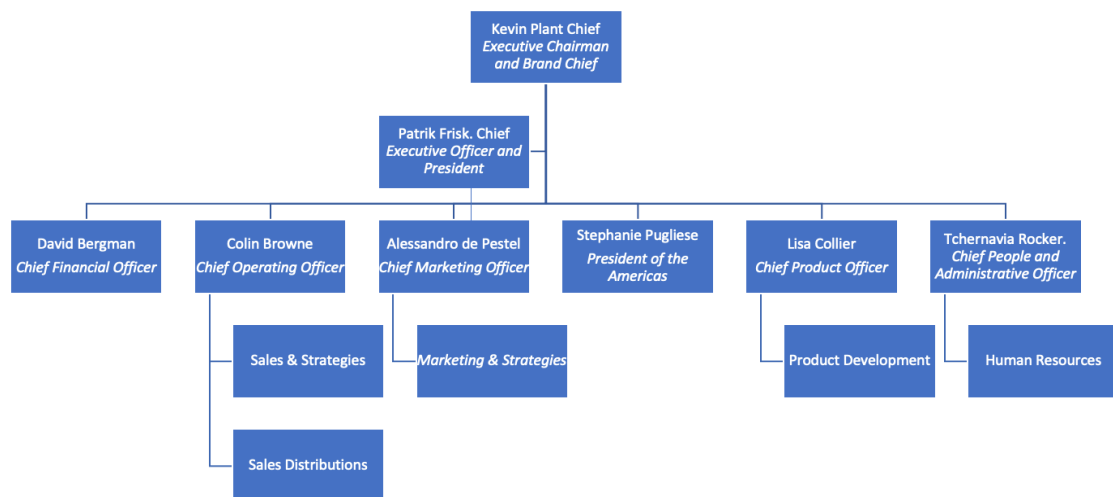 Kevin Plant Chief
Executive Chairman
and Brand Chief
Patrik Frisk. Chief
Executive Officer and
President
David Bergman
Chief Financial Officer
Colin Browne
Chief Operating Officer
Alessandro de Pestel
Chief Marketing Officer
Stephanie Pugliese
President of the
Americas
Lisa Collier
Chief Product Officer
Tchernavia Rocker.
Chief People and
Administrative Officer
Sales & Strategies
Marketing & Strategies
Product Development
Human Resources
Sales Distributions